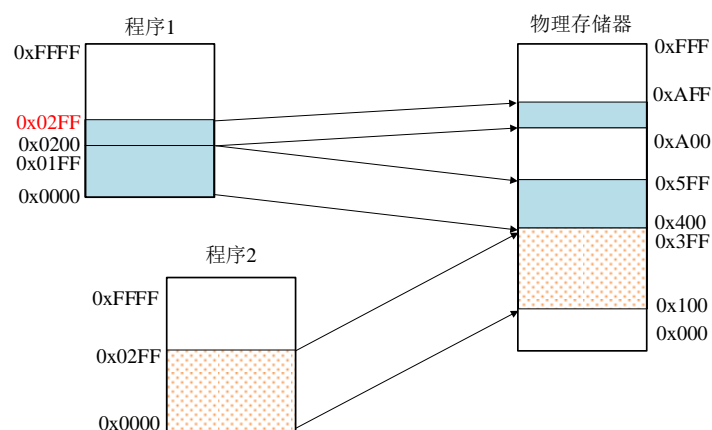 程序1
0xFFFF
0x02FF
0x0200
0x01FF
0x0000
物理存储器
0xFFF
0xAFF
0xA00
0x5FF
0x400
0x3FF
0x100
0x000
程序2
0xFFFF
0x02FF
0x0000